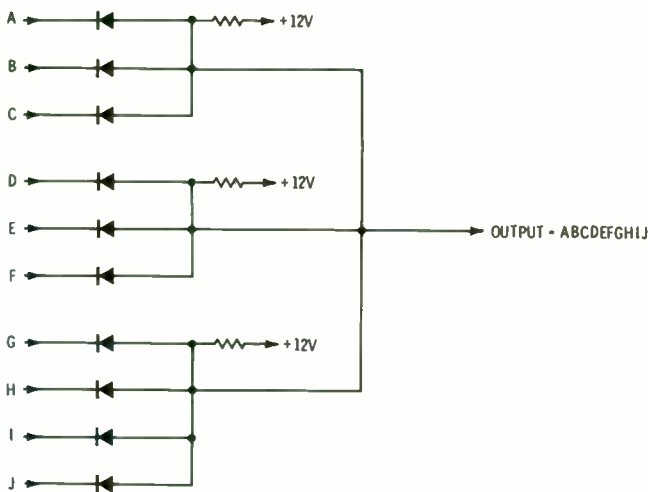 A
+12V
B
C
D
+12V
E
OUTPUT - ABCDEFGHIJ
F
G
+12V
H
I
J